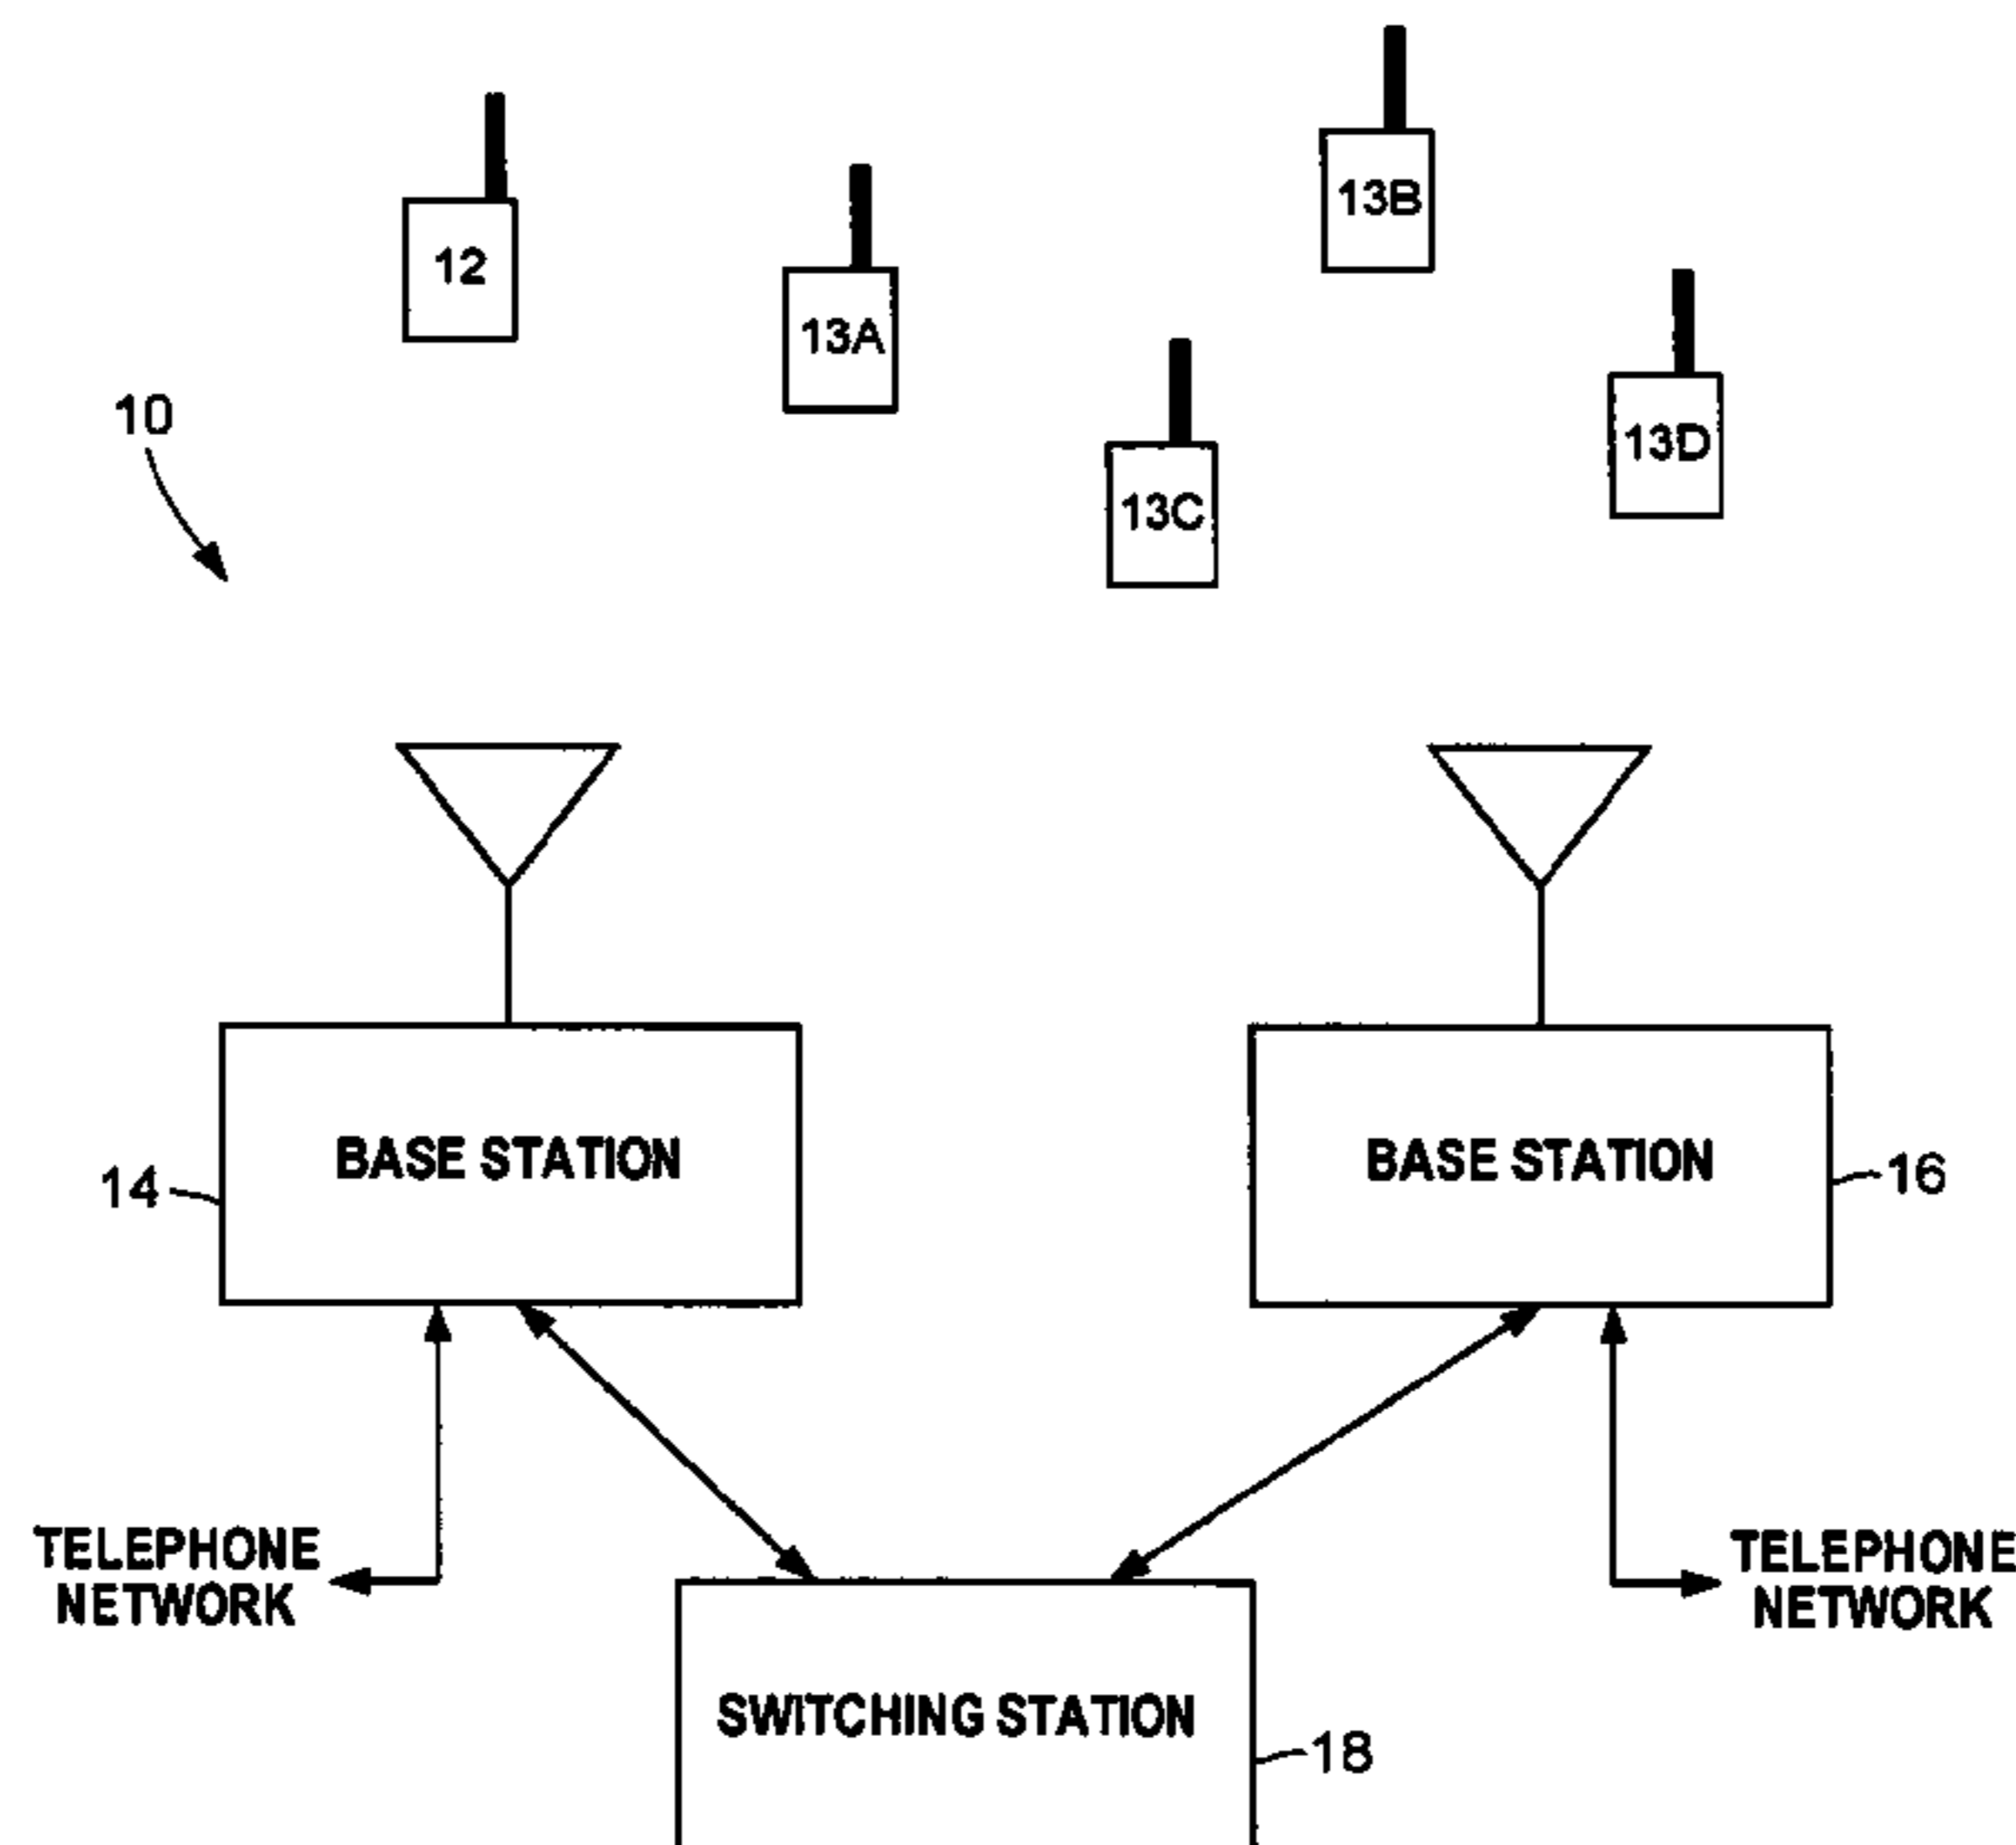 13B
12
13A
10
13D
13C
BASE STATION
BASE STATION
14
16
TELEPHONE
NETWORK
TELEPHONE
NETWORK
SWITCHING STATION
18